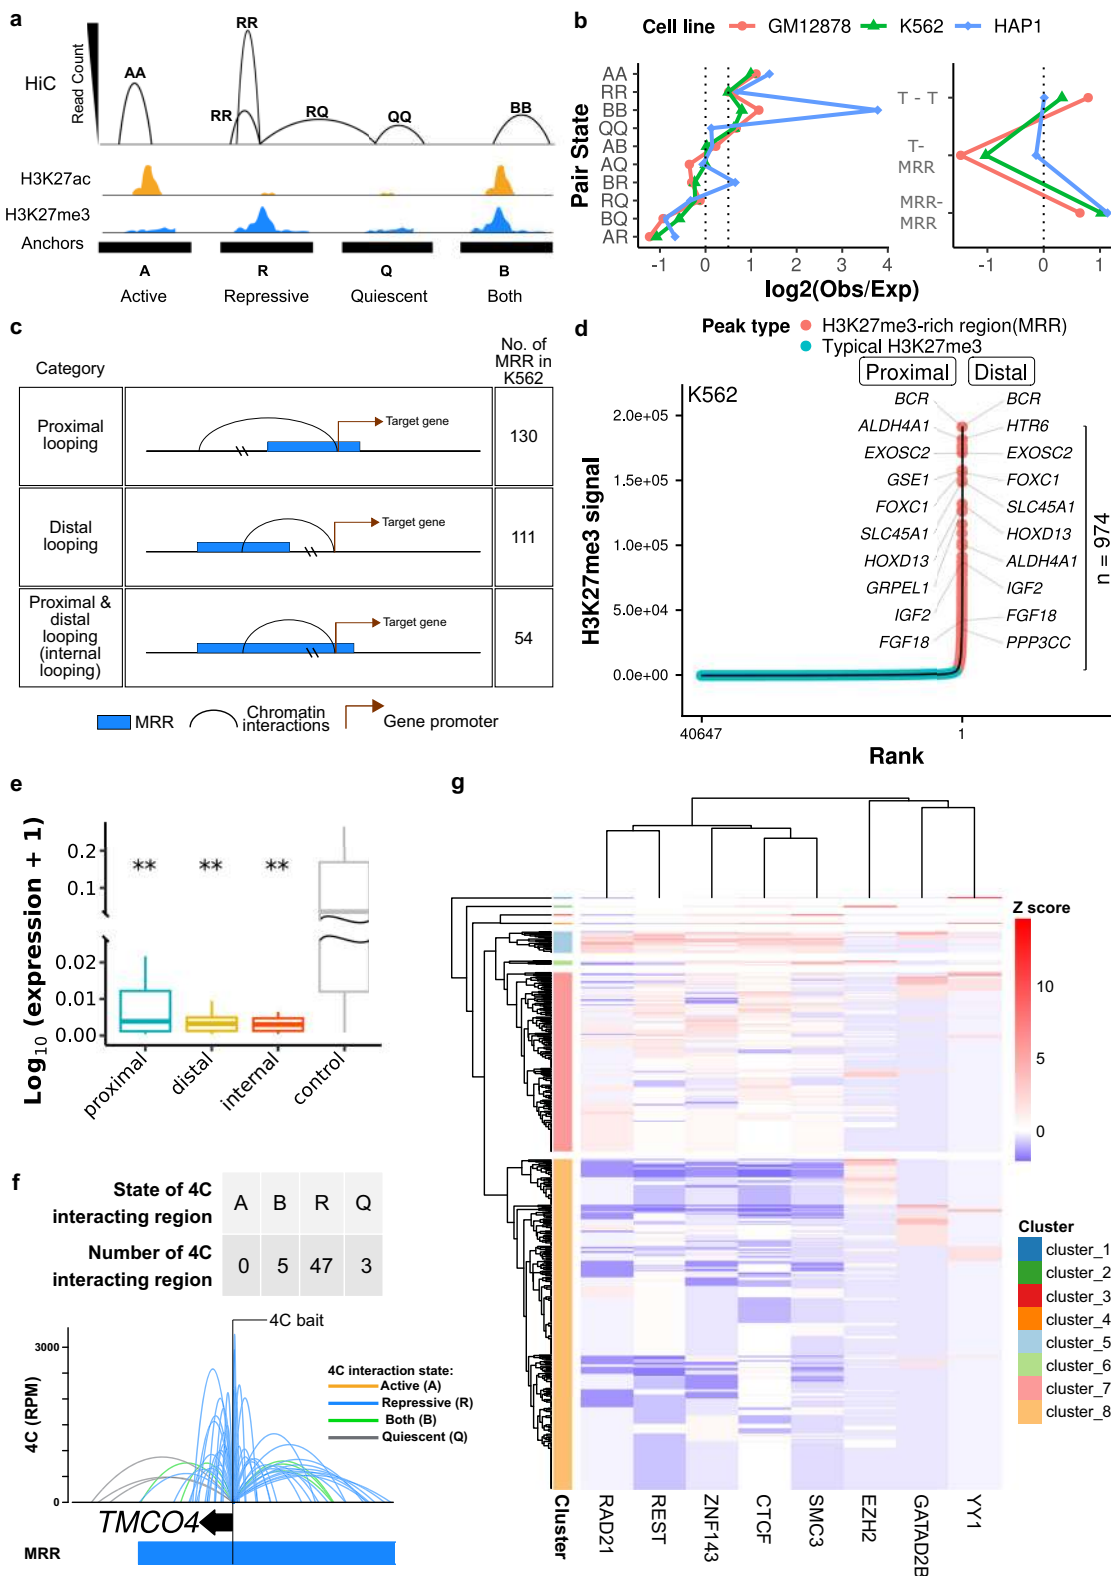 a
HiC
Read Count
AA
RR
RR
RQ
QQ
BB
H3K27ac
H3K27me3
Anchors
A
R
Q
B
Active
Repressive
Quiescent
Both
b
Cell line
GM12878
K562
HAP1
Pair State
AA
RR
BB
QQ
AB
AQ
BR
RQ
BQ
AR
-1
0
1
2
3
4
T - T
T-
MRR
MRR-
MRR
-1
0
1
log2(Obs/Exp)
c
Category
No. of
MRR in
K562
Proximal
looping
Target gene
130
Distal
looping
Target gene
111
Proximal &
distal
looping
(internal
looping)
Target gene
54
MRR
Chromatin
interactions
Gene promoter
d
Peak type
H3K27me3-rich region(MRR)
Typical H3K27me3
Proximal
Distal
K562
H3K27me3 signal
2.0e+05
1.5e+05
1.0e+05
5.0e+04
0.0e+00
BCR
ALDH4A1
EXOSC2
GSE1
FOXC1
SLC45A1
HOXD13
GRPEL1
IGF2
FGF18
BCR
HTR6
EXOSC2
FOXC1
SLC45A1
HOXD13
ALDH4A1
IGF2
FGF18
PPP3CC
n = 974
40647
1
Rank
e
Log10 (expression + 1)
0.2
0.1
0.02
0.01
0.00
**
**
**
proximal
distal
internal
control
f
State of 4C
interacting region
A
B
R
Q
Number of 4C
interacting region
0
5
47
3
4C bait
4C (RPM)
3000
0
4C interaction state:
Active (A)
Repressive (R)
Both (B)
Quiescent (Q)
TMCO4
MRR
g
Z score
10
5
0
Cluster
cluster_1
cluster_2
cluster_3
cluster_4
cluster_5
cluster_6
cluster_7
cluster_8
Cluster
RAD21
REST
ZNF143
CTCF
SMC3
EZH2
GATAD2B
YY1